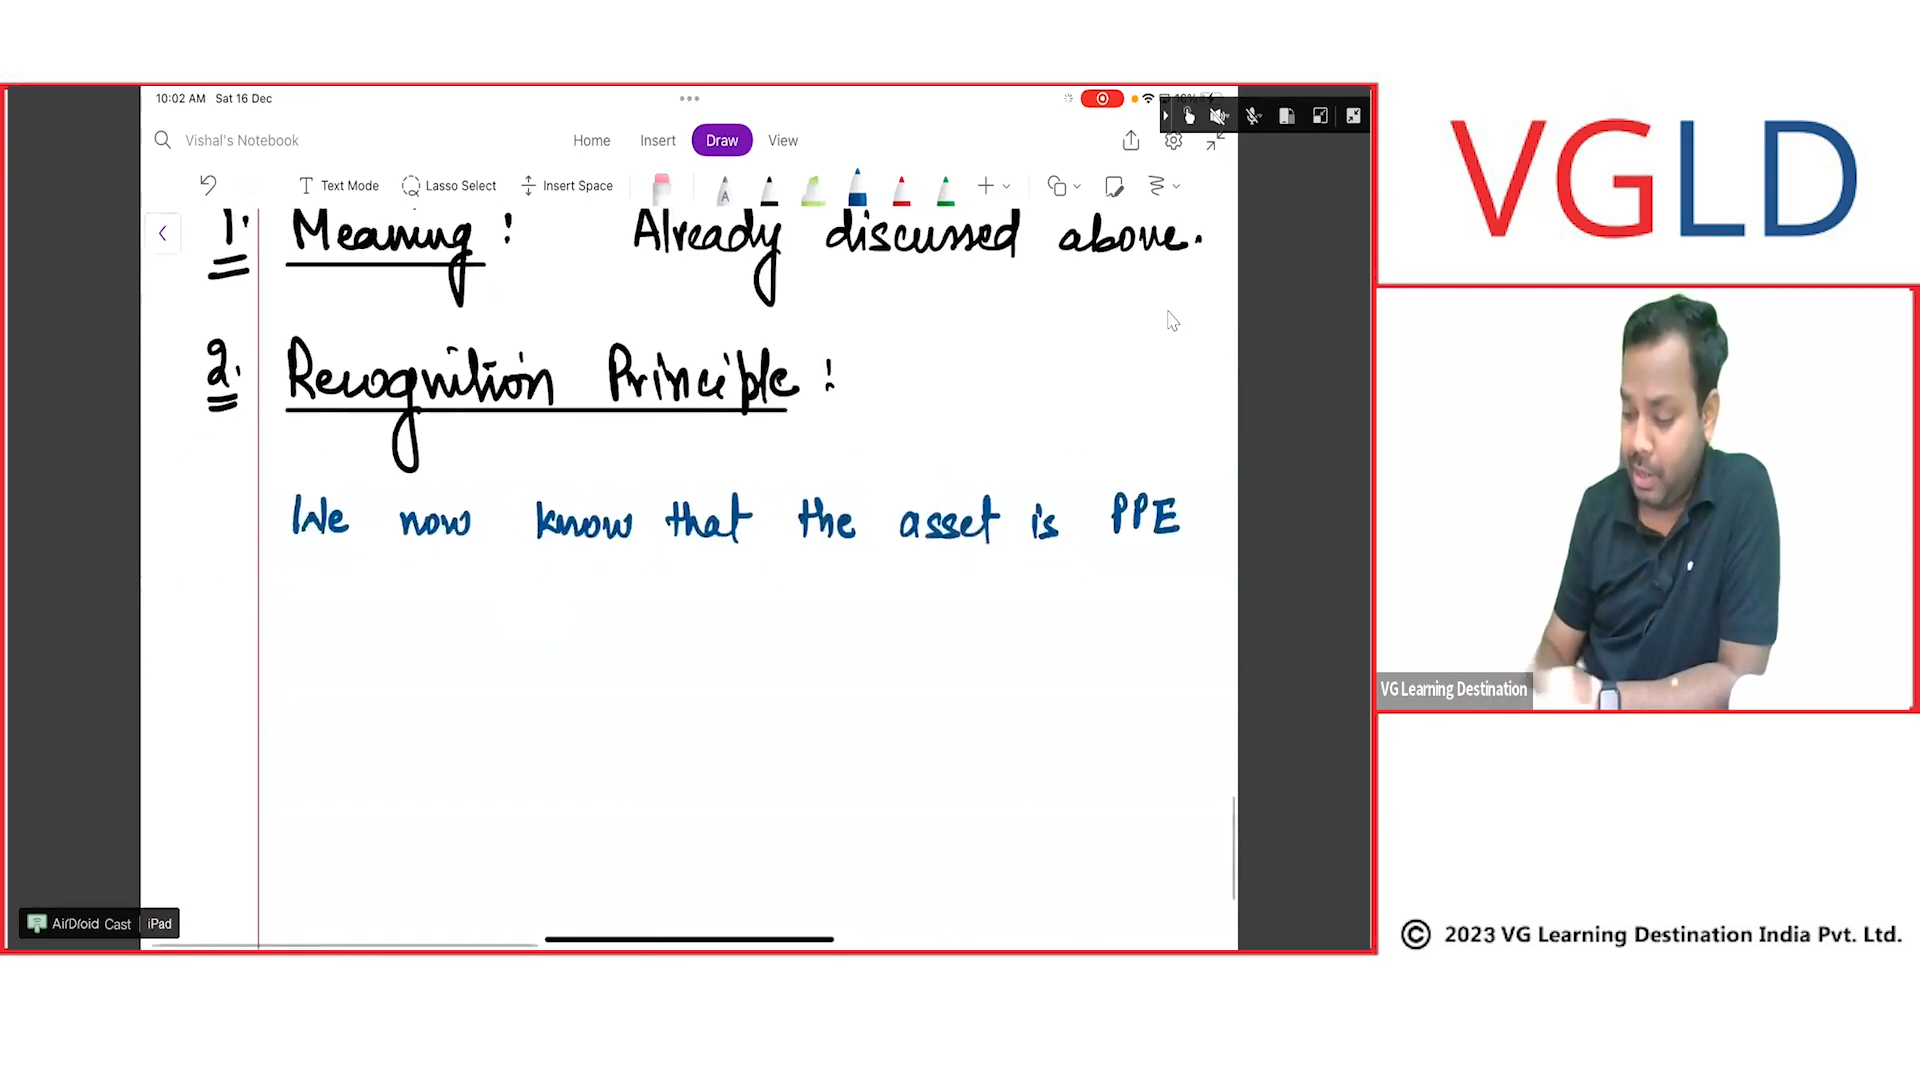 10:02 AM Sat 16 Dec
16%
Vishal's Notebook
Home Insert Draw View
Text Mode Lasso Select Insert Space
A
1. Meaning : Already discussed above.
2. Recognition Principle :
We now know that the asset is PPE
AirDroid Cast iPad
VGLD
VG Learning Destination
© 2023 VG Learning Destination India Pvt. Ltd.